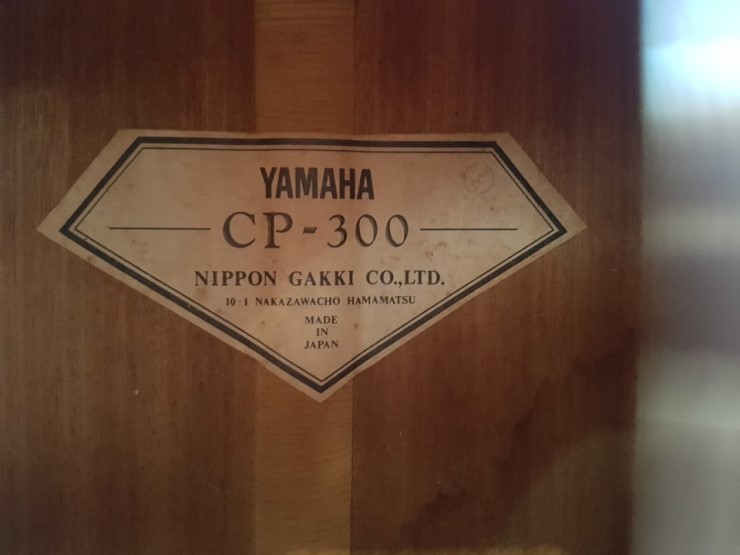 YAMAHA
CP-300
NIPPON GAKKI CO.,LTD.
10-1 NAKAZAWACHO HAMAMATSU
MADE
IN
JAPAN